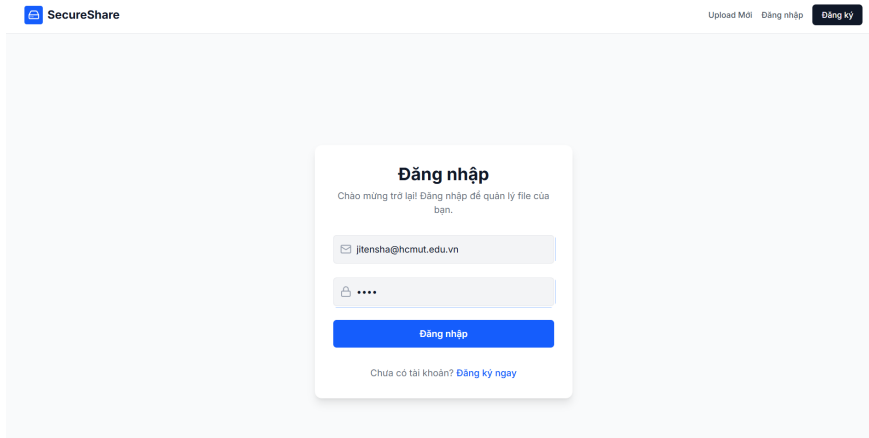 SecureShare
Upload Mới
Đăng nhập
Đăng ký
Đăng nhập
Chào mừng trở lại! Đăng nhập để quản lý file của
bạn.
jitensha@hcmut.edu.vn
••••
Đăng nhập
Chưa có tài khoản? Đăng ký ngay